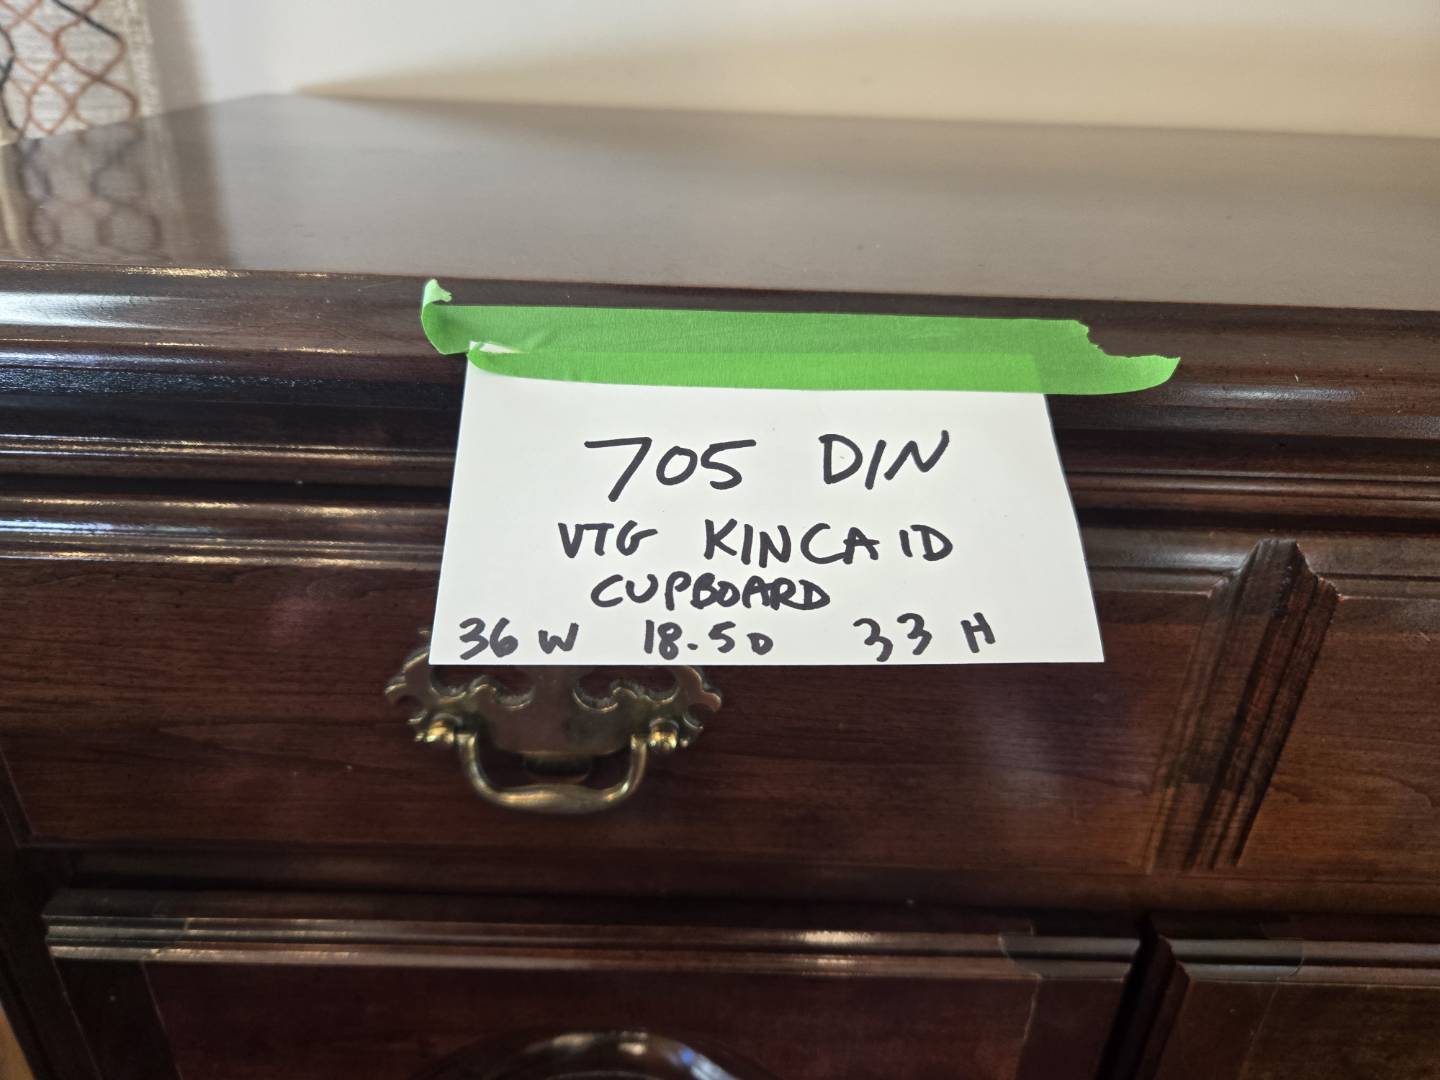 705 DIN
VTG KINCAID
CUPBOARD
36 W 18.5 D 33 H